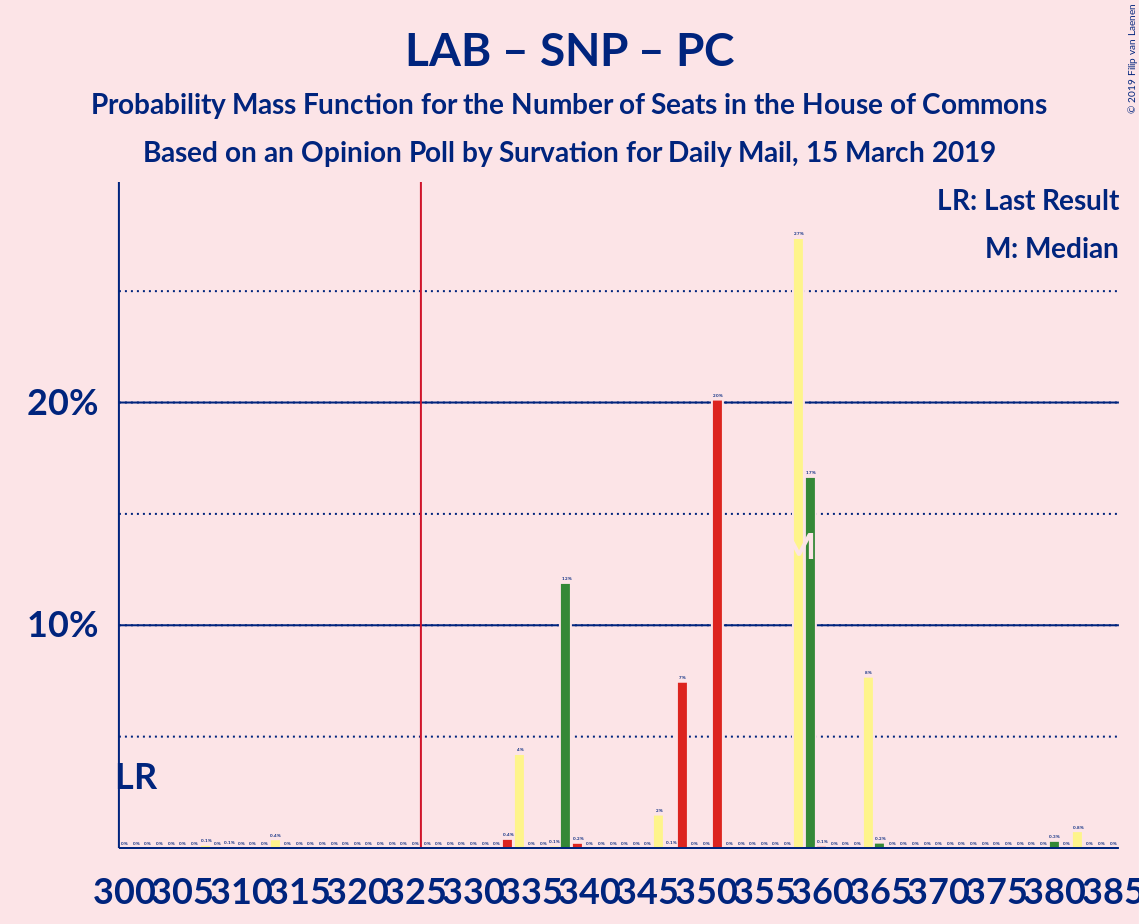 LAB – SNP – PC
Probability Mass Function for the Number of Seats in the House of Commons
Based on an Opinion Poll by Survation for Daily Mail, 15 March 2019
© 2019 Filip van Laenen
LR: Last Result
M: Median
27%
20%
20%
17%
M
12%
10%
8%
7%
4%
LR
2%
0.8%
300 305 310 315 320 325 330 335 340 345 350 355 360 365 370 375 380 385